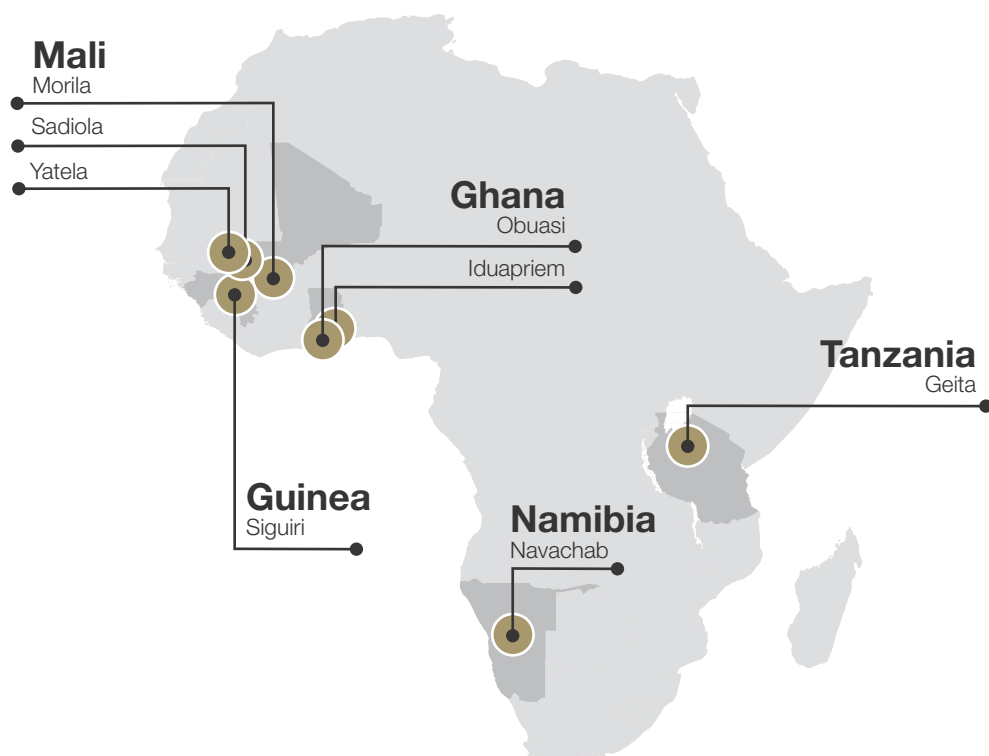 Mali
Morila
Sadiola
Yatela
Ghana
Obuasi
Iduapriem
Tanzania
Geita
Guinea
Siguiri
Namibia
Navachab